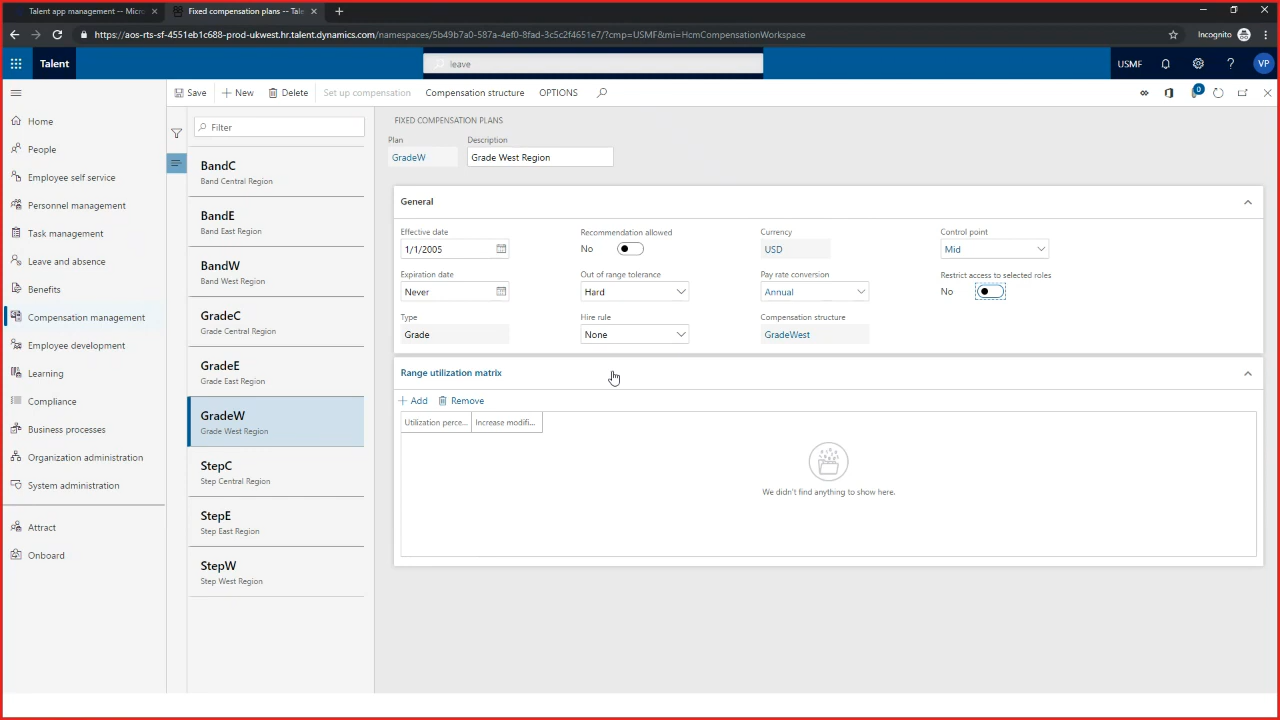 Talent app management -- Micro
Fixed compensation plans -- Tale
https://aos-rts-sf-4551eb1c688-prod-ukwest.hr.talent.dynamics.com/namespaces/5b49b7a0-587a-4ef0-8fad-3c5c2f4651e7/?cmp=USMF&mi=HcmCompensationWorkspace
Incognito
Talent
leave
USMF
?
VP
Save
New
Delete
Set up compensation
Compensation structure
OPTIONS
0
Home
People
Employee self service
Personnel management
Task management
Leave and absence
Benefits
Compensation management
Employee development
Learning
Compliance
Business processes
Organization administration
System administration
Attract
Onboard
Filter
BandC
Band Central Region
BandE
Band East Region
BandW
Band West Region
GradeC
Grade Central Region
GradeE
Grade East Region
GradeW
Grade West Region
StepC
Step Central Region
StepE
Step East Region
StepW
Step West Region
FIXED COMPENSATION PLANS
Plan
Description
GradeW
Grade West Region
General
Effective date
Recommendation allowed
Currency
Control point
1/1/2005
No
USD
Mid
Expiration date
Out of range tolerance
Pay rate conversion
Restrict access to selected roles
Never
Hard
Annual
No
Type
Hire rule
Compensation structure
Grade
None
GradeWest
Range utilization matrix
Add
Remove
Utilization perce...
Increase modifi...
We didn't find anything to show here.